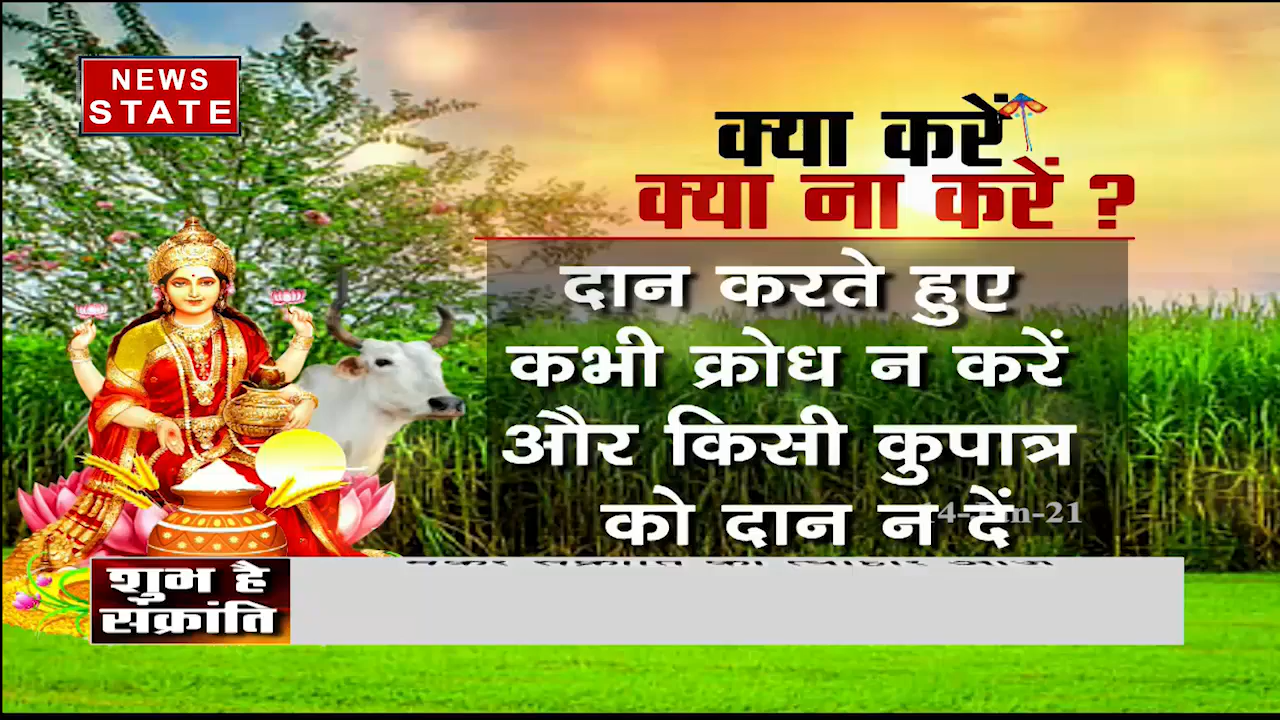 NEWS
STATE
क्या करें
क्या ना करें ?
दान करते हुए
कभी क्रोध न करें
और किसी कुपात्र
को दान न दें
शुभ है
संक्रांति